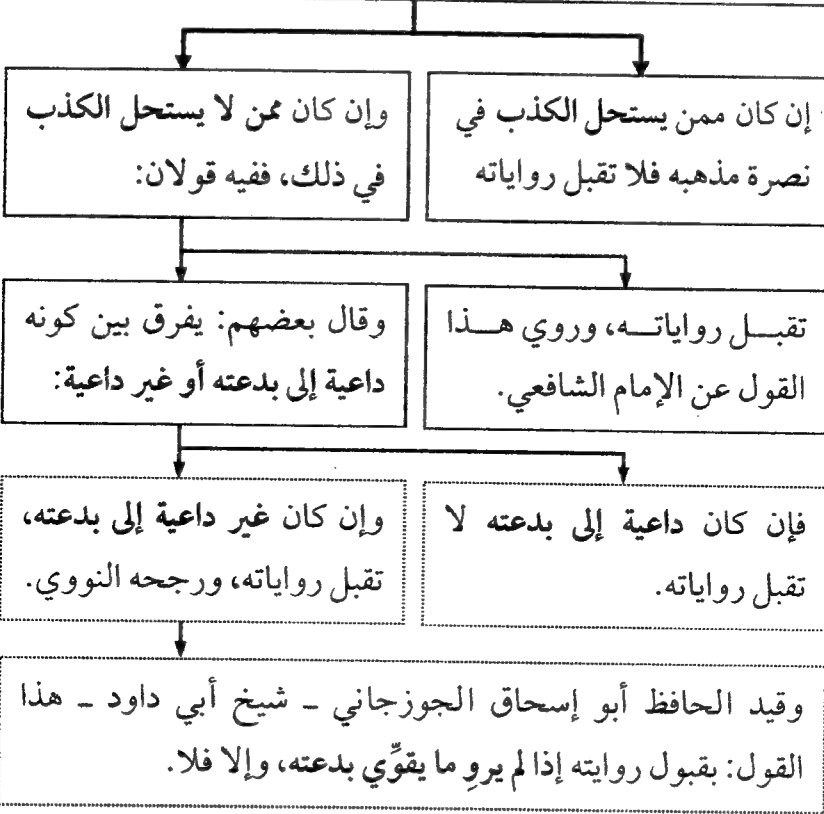 إن كان ممن يستحل الكذب في
نصرة مذهبه فلا تقبل رواياته
وإن كان ممن لا يستحل الكذب
في ذلك، ففيه قولان:
تقبـــل رواياتـــه، وروي هـــذا
القول عن الإمام الشافعي.
وقال بعضهم: يفرق بين كونه
داعية إلى بدعته أو غير داعية:
فإن كان داعية إلى بدعته لا
تقبل رواياته.
وإن كان غير داعية إلى بدعته،
تقبل رواياته، ورجحه النووي.
وقيد الحافظ أبو إسحاق الجوزجاني ـ شيخ أبي داود ـ هذا
القول: بقبول روايته إذا لم يروِ ما يقوِّي بدعته، وإلا فلا.